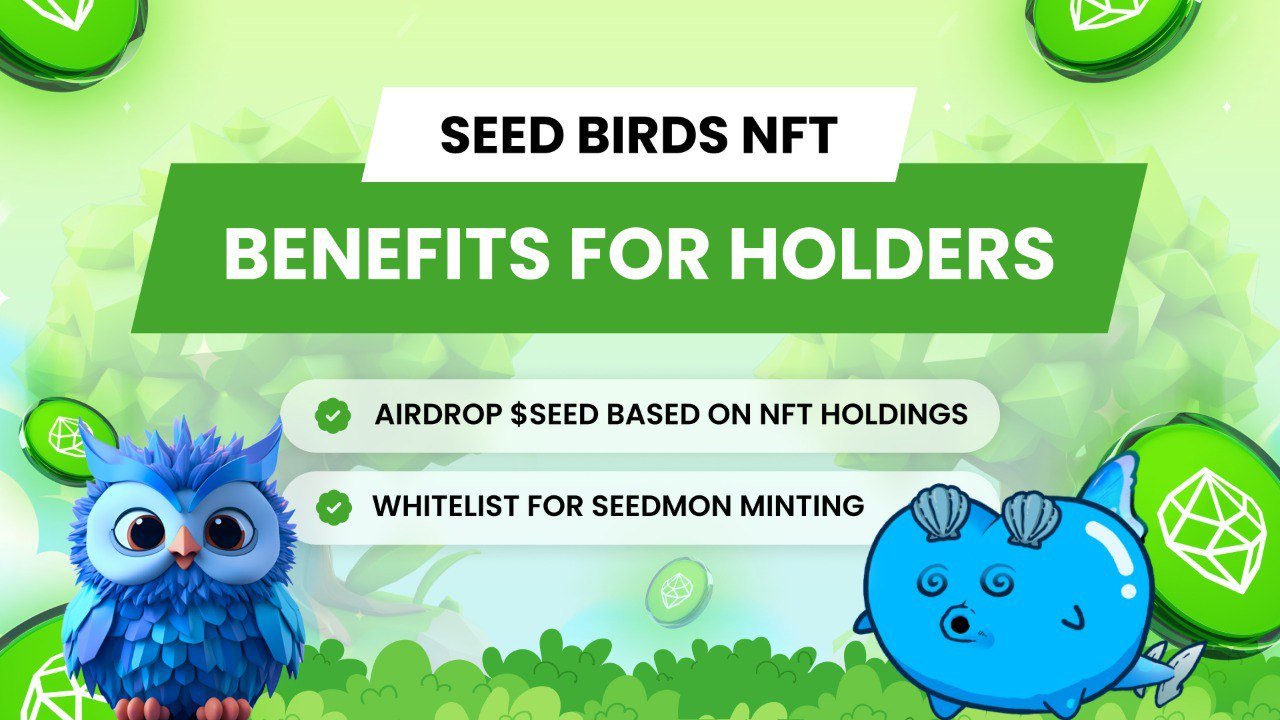 SEED BIRDS NFT
BENEFITS FOR HOLDERS
AIRDROP $SEED BASED ON NFT HOLDINGS
WHITELIST FOR SEEDMON MINTING